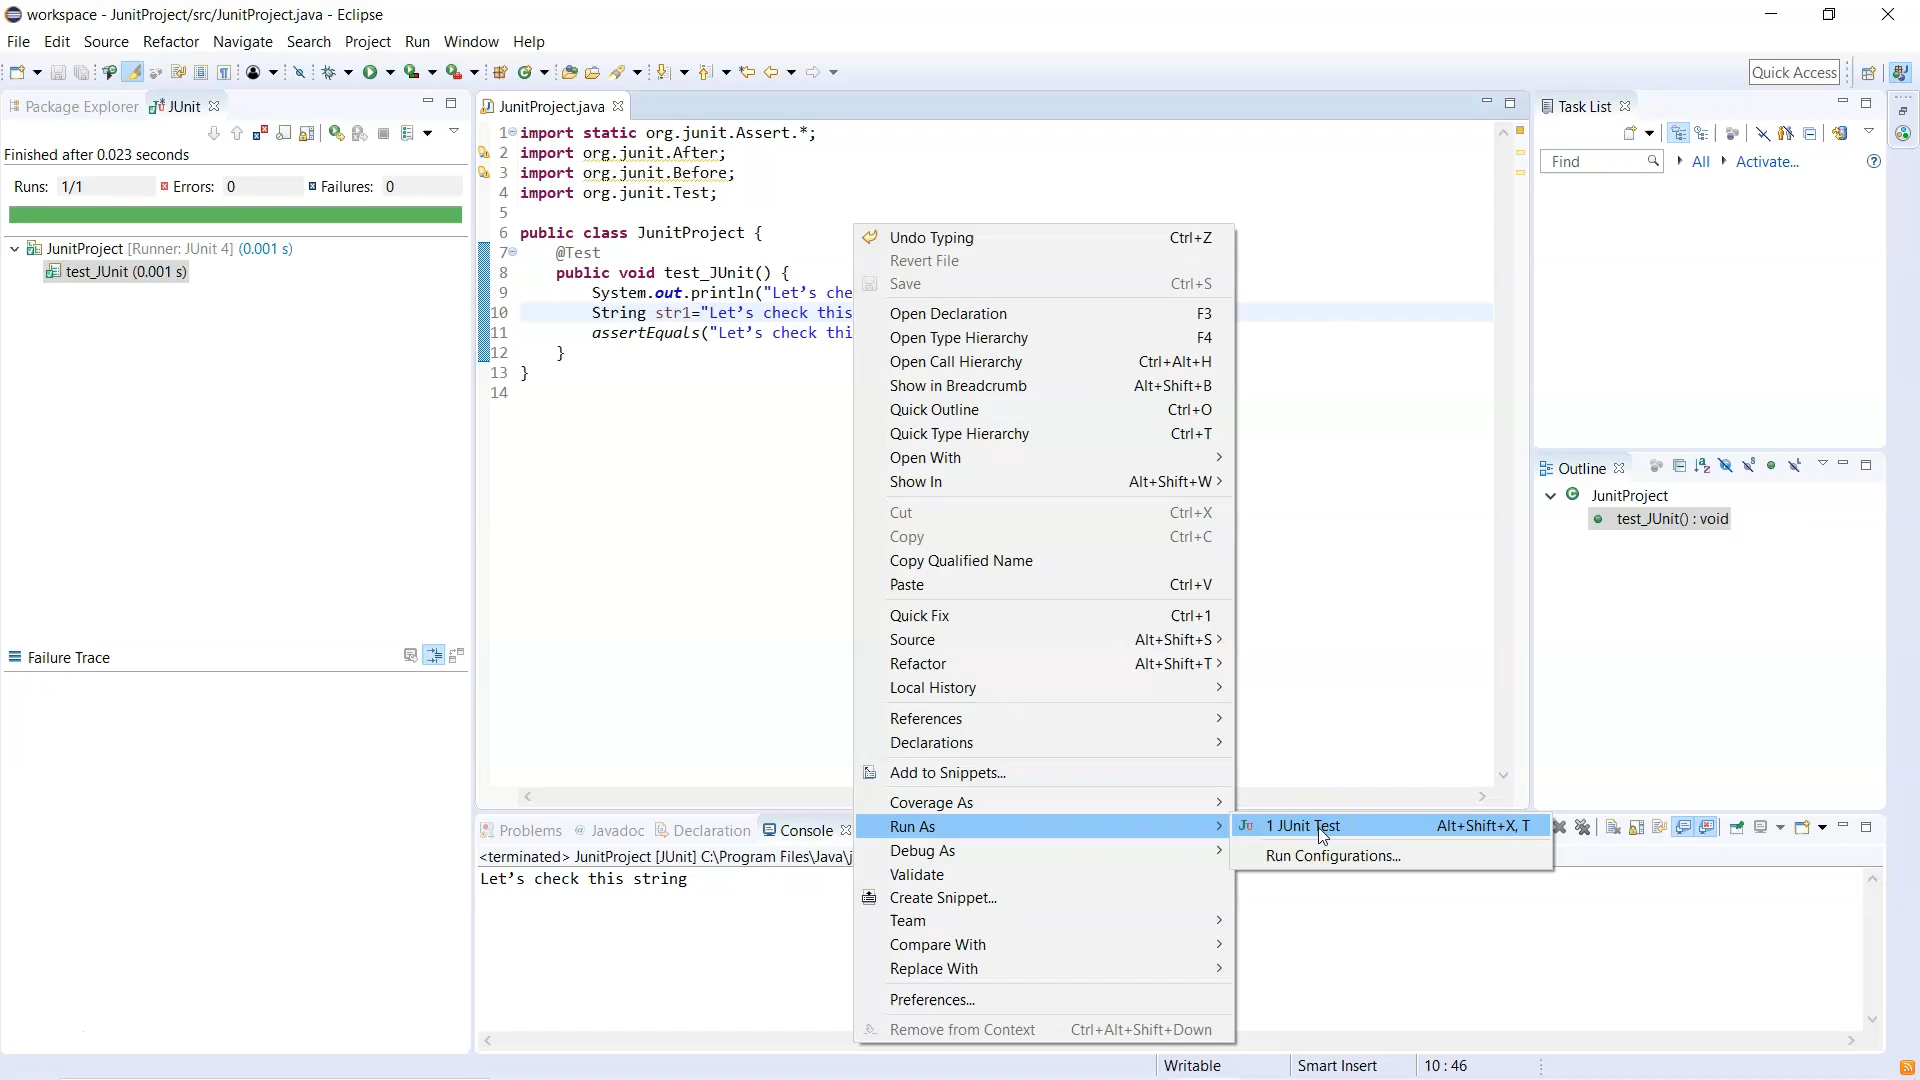 workspace - JunitProject/src/JunitProject.java - Eclipse
File Edit Source Refactor Navigate Search Project Run Window Help
Quick Access
Package Explorer JUnit
Finished after 0.023 seconds
Runs: 1/1 Errors: 0 Failures: 0
JunitProject [Runner: JUnit 4] (0.001 s)
test_JUnit (0.001 s)
Failure Trace
JunitProject.java
1 import static org.junit.Assert.*;
2 import org.junit.After;
3 import org.junit.Before;
4 import org.junit.Test;
5
6 public class JunitProject {
7 @Test
8 public void test_JUnit() {
9 System.out.println("Let’s che
10 String str1="Let’s check this
11 assertEquals("Let’s check thi
12 }
13 }
14
Undo Typing Ctrl+Z
Revert File
Save Ctrl+S
Open Declaration F3
Open Type Hierarchy F4
Open Call Hierarchy Ctrl+Alt+H
Show in Breadcrumb Alt+Shift+B
Quick Outline Ctrl+O
Quick Type Hierarchy Ctrl+T
Open With
Show In Alt+Shift+W
Cut Ctrl+X
Copy Ctrl+C
Copy Qualified Name
Paste Ctrl+V
Quick Fix Ctrl+1
Source Alt+Shift+S
Refactor Alt+Shift+T
Local History
References
Declarations
Add to Snippets...
Coverage As
Run As
Debug As
Validate
Create Snippet...
Team
Compare With
Replace With
Preferences...
Remove from Context Ctrl+Alt+Shift+Down
1 JUnit Test Alt+Shift+X, T
Run Configurations...
Task List
Find All Activate...
Outline
JunitProject
test_JUnit() : void
Problems Javadoc Declaration Console
<terminated> JunitProject [JUnit] C:\Program Files\Java\j
Let’s check this string
Writable Smart Insert 10 : 46